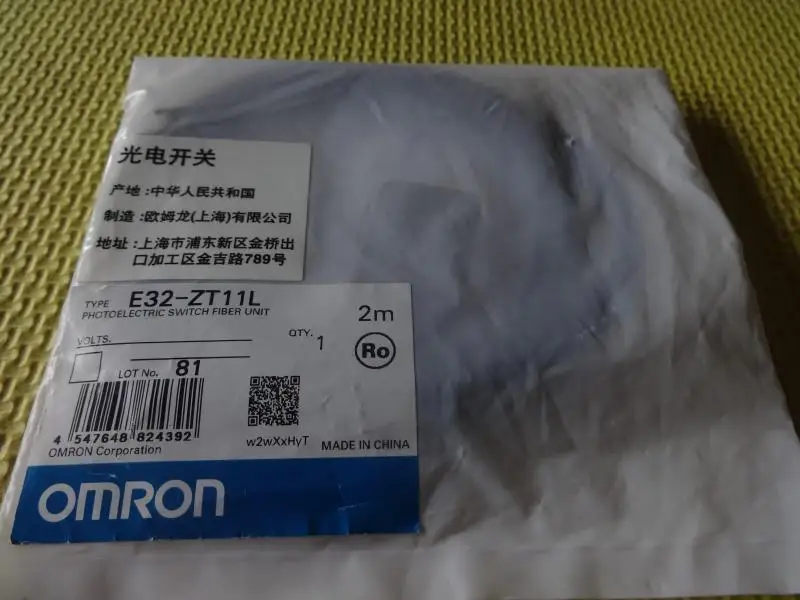 光电开关
产地:中华人民共和国
制造:欧姆龙(上海)有限公司
地址:上海市浦东新区金桥出
口加工区金吉路789号
TYPE E32-ZT11L
PHOTOELECTRIC SWITCH FIBER UNIT
2m
VOLTS.
QTY. 1
Ro
LOT No. 81
4 547648 824392
w2wXxHyT
MADE IN CHINA
OMRON Corporation
OMRON